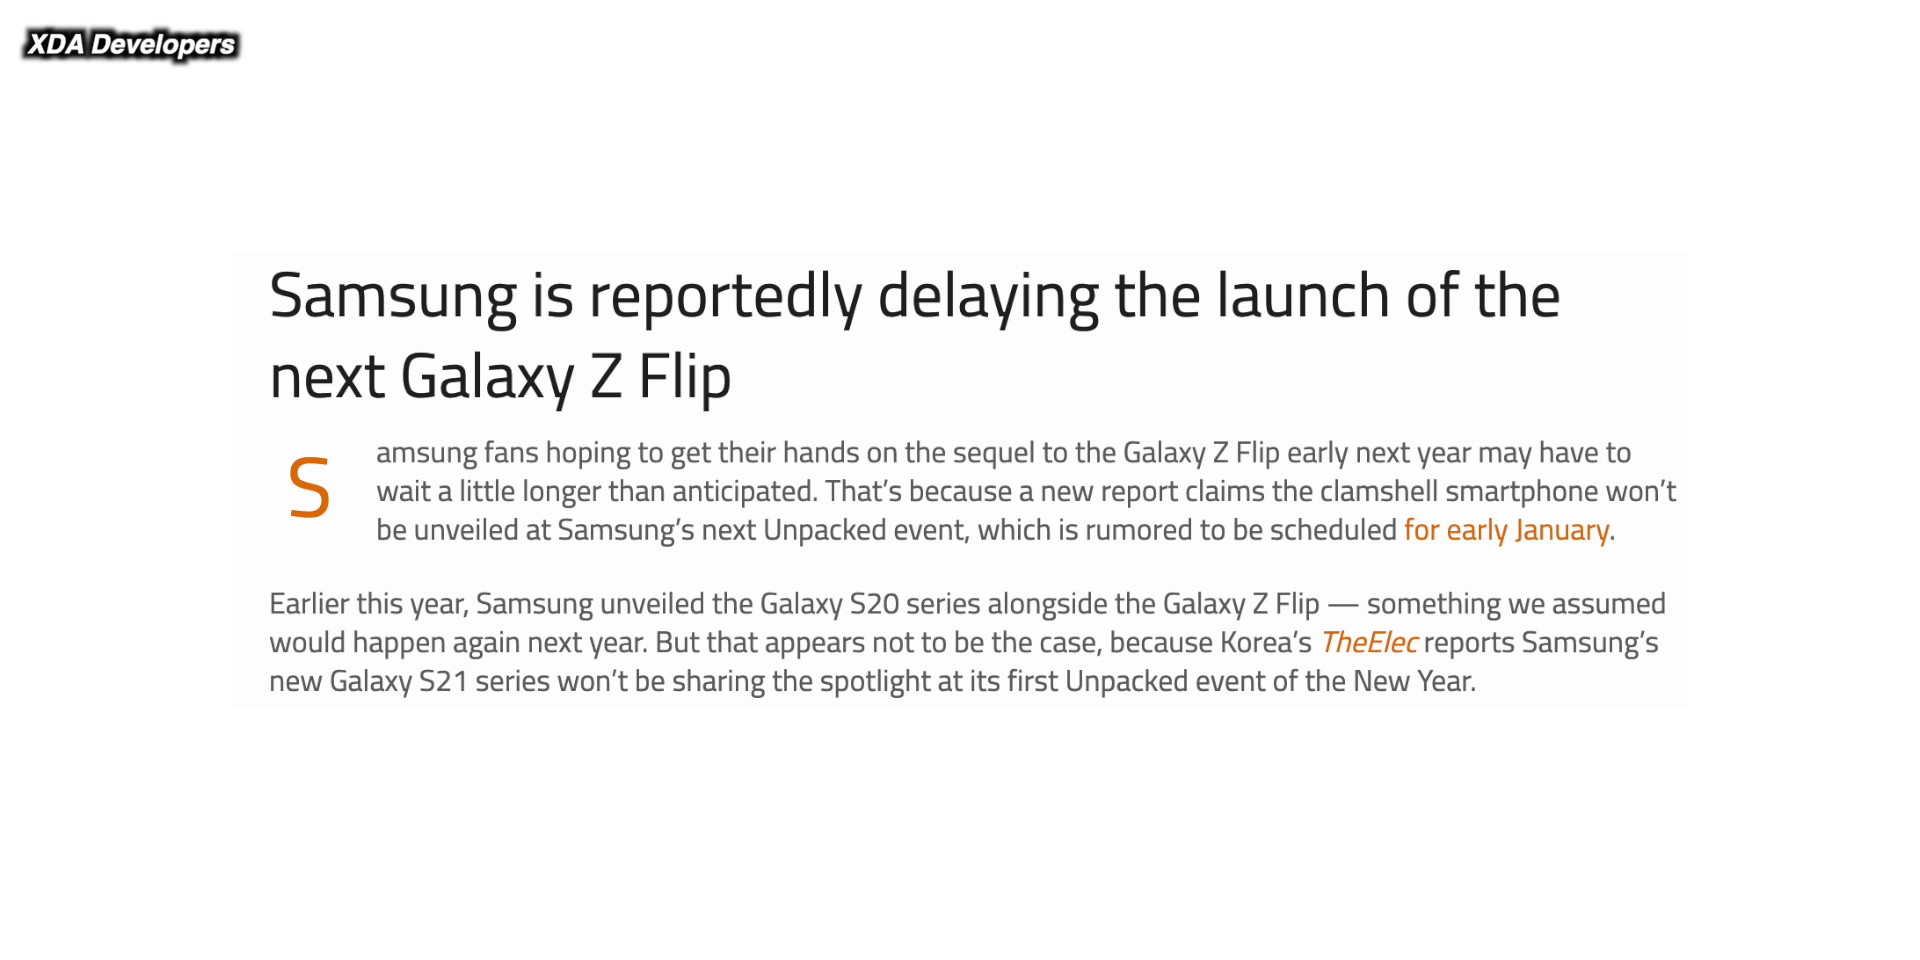 XDA Developers
Samsung is reportedly delaying the launch of the
next Galaxy Z Flip
Samsung fans hoping to get their hands on the sequel to the Galaxy Z Flip early next year may have to
wait a little longer than anticipated. That’s because a new report claims the clamshell smartphone won’t
be unveiled at Samsung’s next Unpacked event, which is rumored to be scheduled for early January.
Earlier this year, Samsung unveiled the Galaxy S20 series alongside the Galaxy Z Flip — something we assumed
would happen again next year. But that appears not to be the case, because Korea’s TheElec reports Samsung’s
new Galaxy S21 series won’t be sharing the spotlight at its first Unpacked event of the New Year.